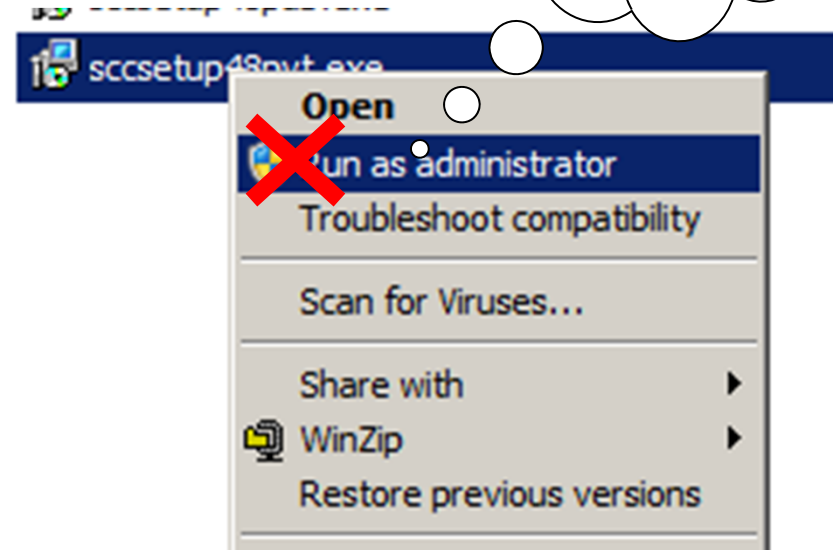 sccsetup48pvt.exe
Open
Run as administrator
Troubleshoot compatibility
Scan for Viruses...
Share with
WinZip
Restore previous versions